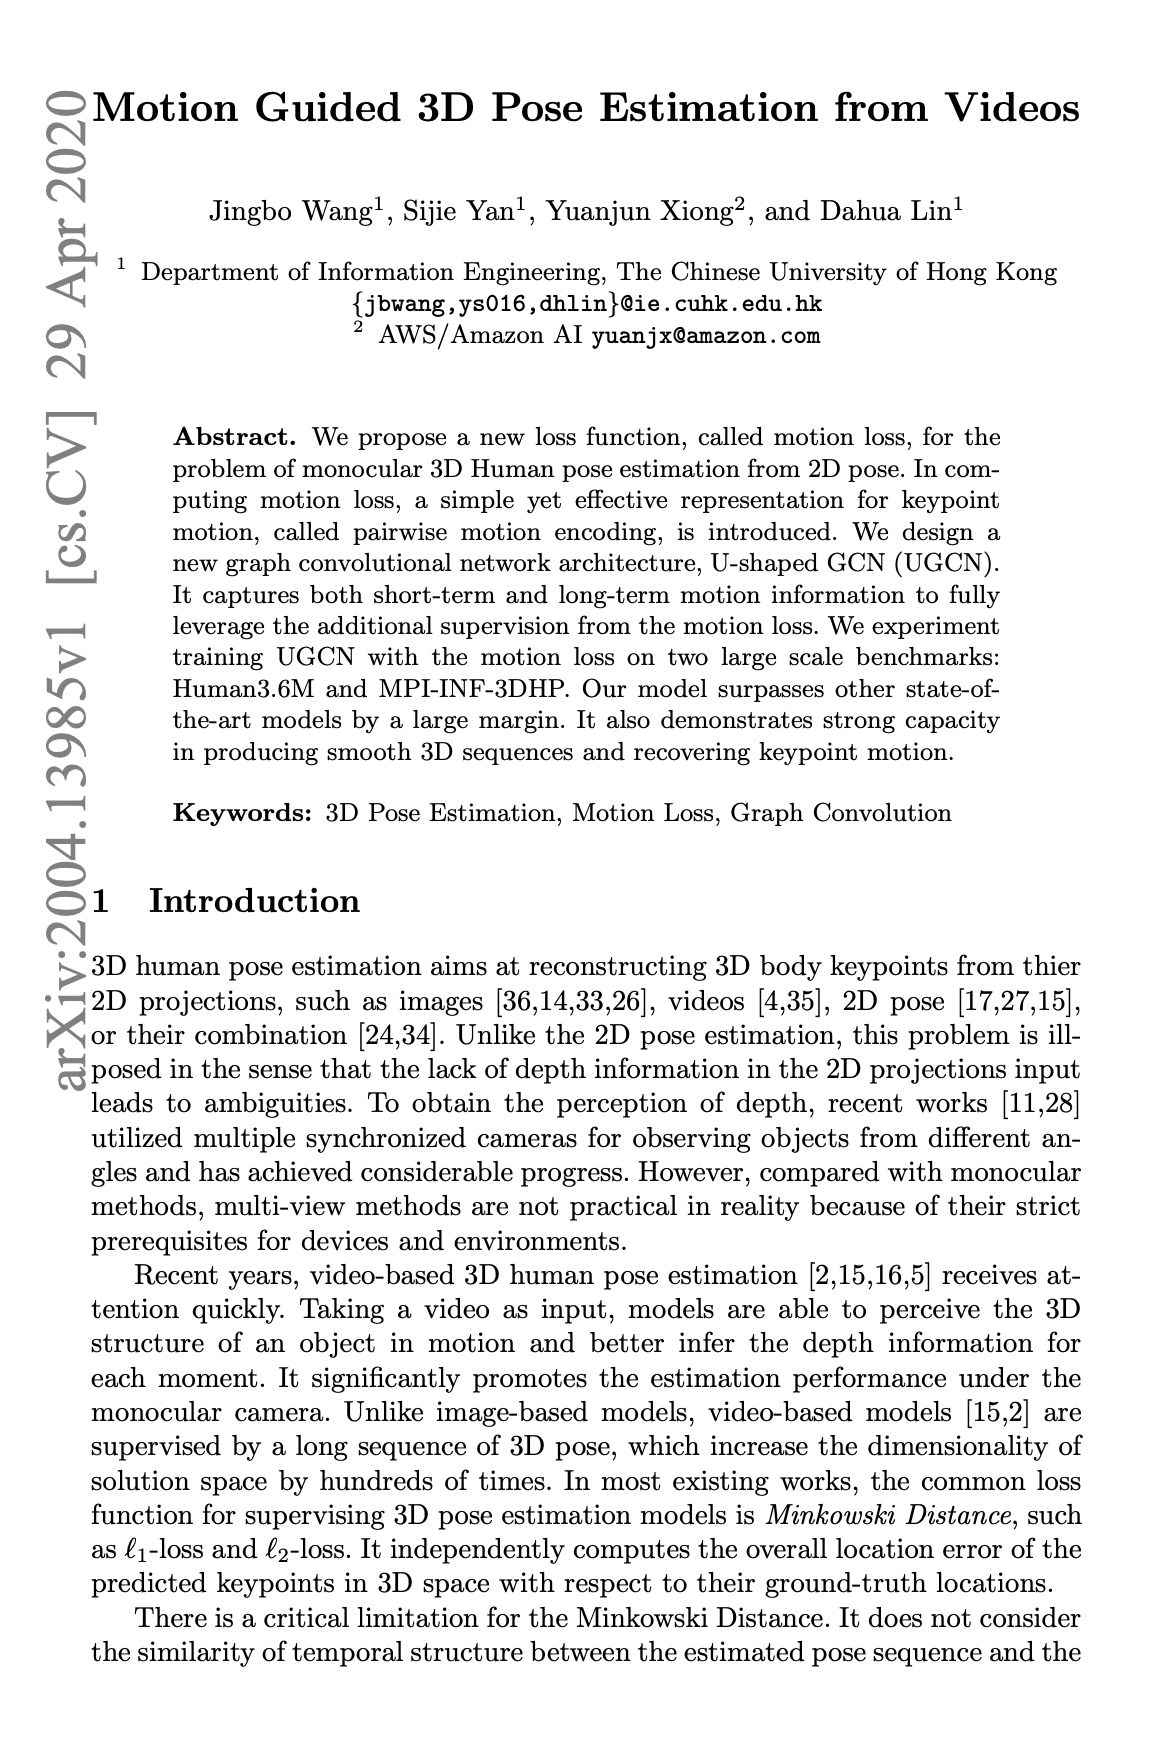 arXiv:2004.13985v1 [cs.CV] 29 Apr 2020
Motion Guided 3D Pose Estimation from Videos
Jingbo Wang1, Sijie Yan1, Yuanjun Xiong2, and Dahua Lin1
1 Department of Information Engineering, The Chinese University of Hong Kong
{jbwang,ys016,dhlin}@ie.cuhk.edu.hk
2 AWS/Amazon AI yuanjx@amazon.com
Abstract. We propose a new loss function, called motion loss, for the
problem of monocular 3D Human pose estimation from 2D pose. In com-
puting motion loss, a simple yet effective representation for keypoint
motion, called pairwise motion encoding, is introduced. We design a
new graph convolutional network architecture, U-shaped GCN (UGCN).
It captures both short-term and long-term motion information to fully
leverage the additional supervision from the motion loss. We experiment
training UGCN with the motion loss on two large scale benchmarks:
Human3.6M and MPI-INF-3DHP. Our model surpasses other state-of-
the-art models by a large margin. It also demonstrates strong capacity
in producing smooth 3D sequences and recovering keypoint motion.
Keywords: 3D Pose Estimation, Motion Loss, Graph Convolution
1 Introduction
3D human pose estimation aims at reconstructing 3D body keypoints from thier
2D projections, such as images [36,14,33,26], videos [4,35], 2D pose [17,27,15],
or their combination [24,34]. Unlike the 2D pose estimation, this problem is ill-
posed in the sense that the lack of depth information in the 2D projections input
leads to ambiguities. To obtain the perception of depth, recent works [11,28]
utilized multiple synchronized cameras for observing objects from different an-
gles and has achieved considerable progress. However, compared with monocular
methods, multi-view methods are not practical in reality because of their strict
prerequisites for devices and environments.
Recent years, video-based 3D human pose estimation [2,15,16,5] receives at-
tention quickly. Taking a video as input, models are able to perceive the 3D
structure of an object in motion and better infer the depth information for
each moment. It significantly promotes the estimation performance under the
monocular camera. Unlike image-based models, video-based models [15,2] are
supervised by a long sequence of 3D pose, which increase the dimensionality of
solution space by hundreds of times. In most existing works, the common loss
function for supervising 3D pose estimation models is Minkowski Distance, such
as ℓ1-loss and ℓ2-loss. It independently computes the overall location error of the
predicted keypoints in 3D space with respect to their ground-truth locations.
There is a critical limitation for the Minkowski Distance. It does not consider
the similarity of temporal structure between the estimated pose sequence and the